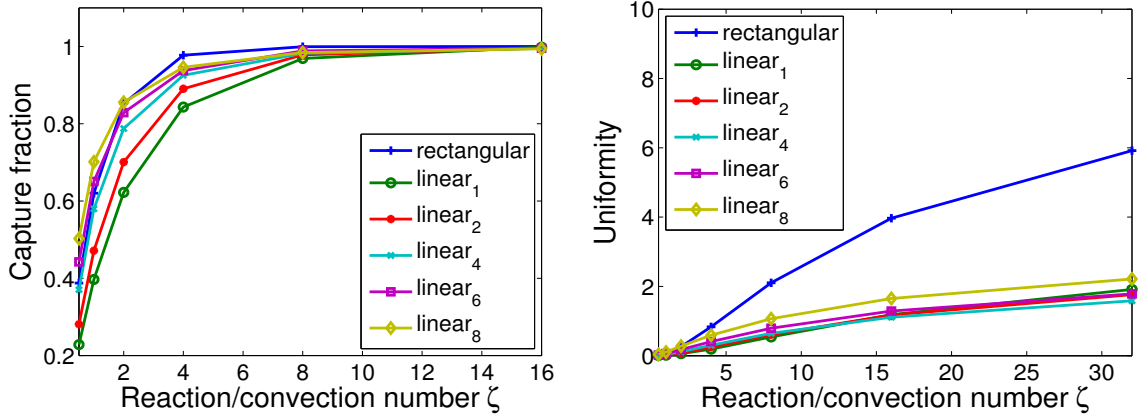 Capture fraction
1
0.8
0.6
0.4
0.2
2 4 6 8 10 12 14 16
Reaction/convection number ζ
rectangular
linear₁
linear₂
linear₄
linear₆
linear₈
Uniformity
10
8
6
4
2
0
5 10 15 20 25 30
Reaction/convection number ζ
rectangular
linear₁
linear₂
linear₄
linear₆
linear₈